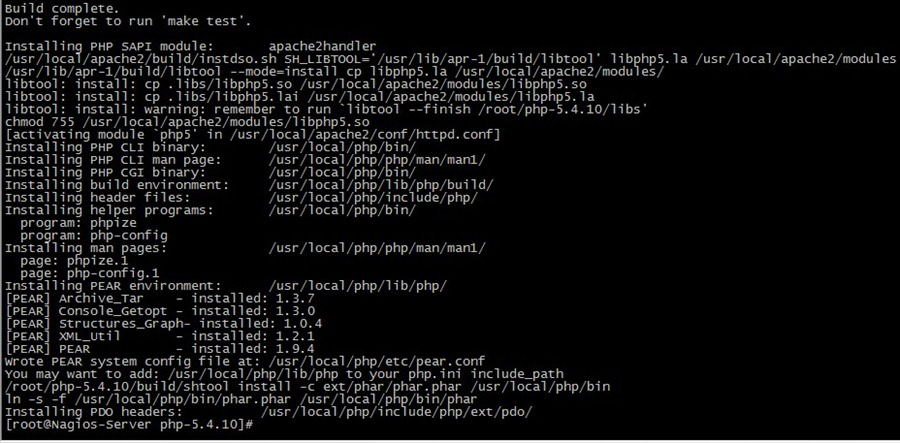 Build complete.
Don't forget to run 'make test'.
Installing PHP SAPI module:       apache2handler
/usr/local/apache2/build/instdso.sh SH_LIBTOOL='/usr/lib/apr-1/build/libtool' libphp5.la /usr/local/apache2/modules
/usr/lib/apr-1/build/libtool --mode=install cp libphp5.la /usr/local/apache2/modules/
libtool: install: cp .libs/libphp5.so /usr/local/apache2/modules/libphp5.so
libtool: install: cp .libs/libphp5.lai /usr/local/apache2/modules/libphp5.la
libtool: install: warning: remember to run `libtool --finish /root/php-5.4.10/libs'
chmod 755 /usr/local/apache2/modules/libphp5.so
[activating module `php5' in /usr/local/apache2/conf/httpd.conf]
Installing PHP CLI binary:        /usr/local/php/bin/
Installing PHP CLI man page:      /usr/local/php/php/man/man1/
Installing PHP CGI binary:        /usr/local/php/bin/
Installing build environment:     /usr/local/php/lib/php/build/
Installing header files:          /usr/local/php/include/php/
Installing helper programs:       /usr/local/php/bin/
  program: phpize
  program: php-config
Installing man pages:             /usr/local/php/php/man/man1/
  page: phpize.1
  page: php-config.1
Installing PEAR environment:      /usr/local/php/lib/php/
[PEAR] Archive_Tar    - installed: 1.3.7
[PEAR] Console_Getopt - installed: 1.3.0
[PEAR] Structures_Graph- installed: 1.0.4
[PEAR] XML_Util       - installed: 1.2.1
[PEAR] PEAR           - installed: 1.9.4
Wrote PEAR system config file at: /usr/local/php/etc/pear.conf
You may want to add: /usr/local/php/lib/php to your php.ini include_path
/root/php-5.4.10/build/shtool install -c ext/phar/phar.phar /usr/local/php/bin
ln -s -f /usr/local/php/bin/phar.phar /usr/local/php/bin/phar
Installing PDO headers:          /usr/local/php/include/php/ext/pdo/
[root@Nagios-Server php-5.4.10]#